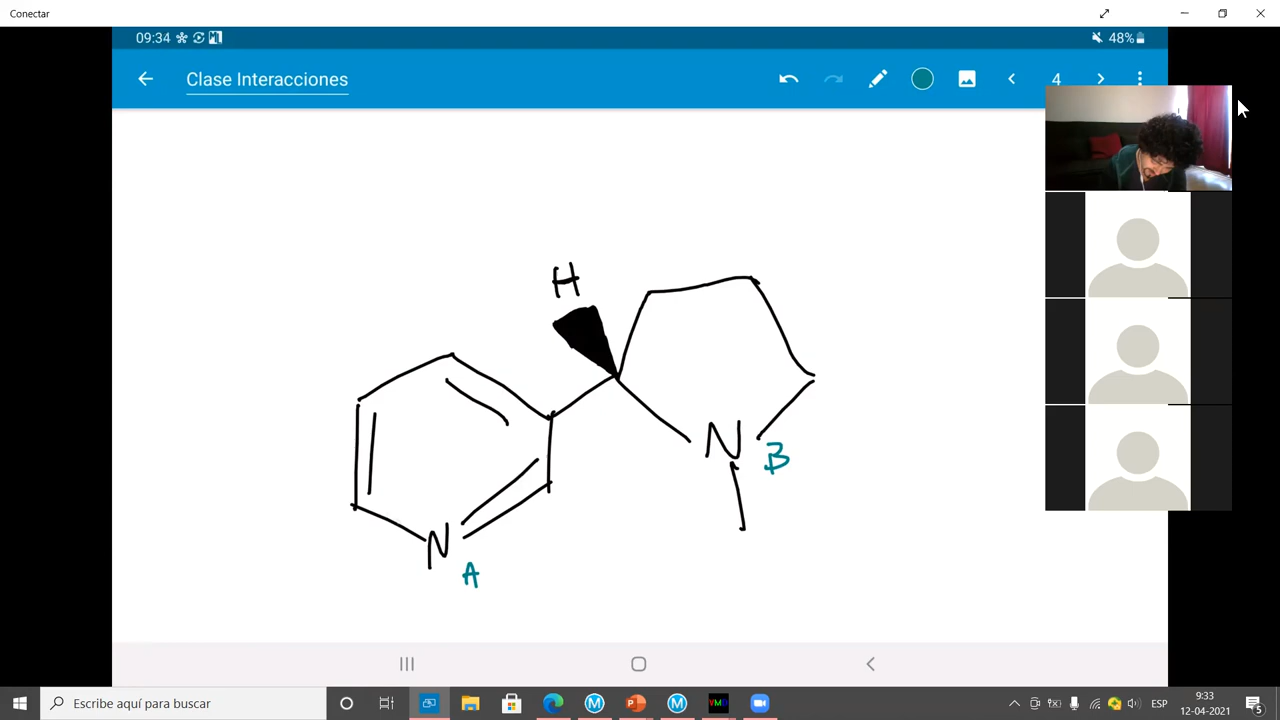 Conectar
09:34
48%
Clase Interacciones
4
H
N
B
N
A
Escribe aquí para buscar
ESP
9:33
12-04-2021
5